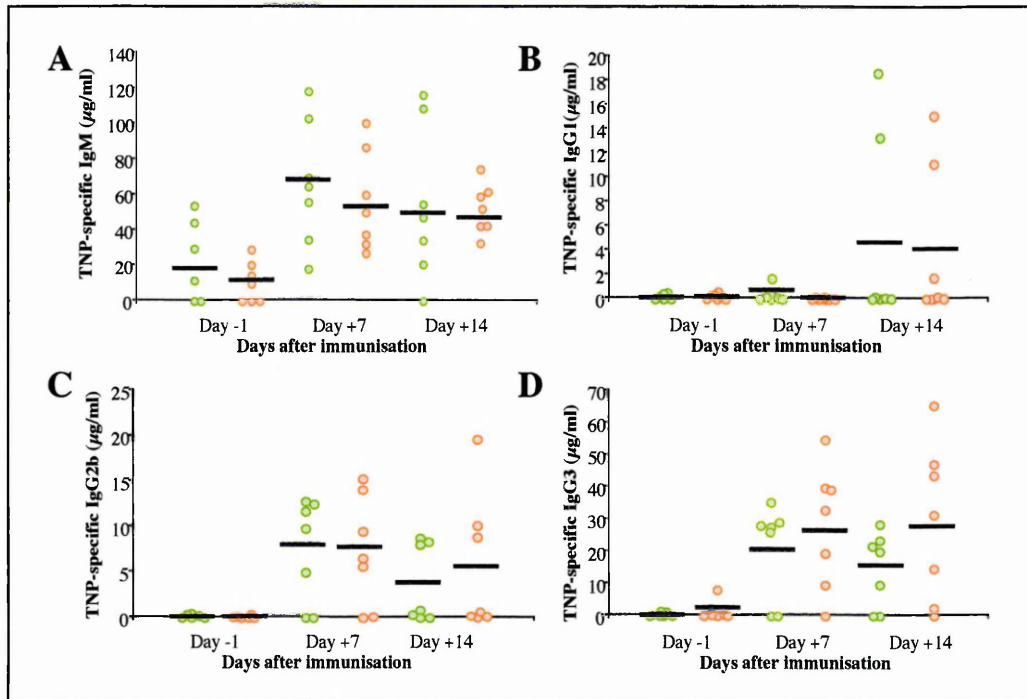 A
TNP-specific IgM (µg/ml)
140
120
100
80
60
40
20
0
Day -1 Day +7 Day +14
Days after immunisation
B
TNP-specific IgG1(µg/ml)
20
18
16
14
12
10
8
6
4
2
0
Day -1 Day +7 Day +14
Days after immunisation
C
TNP-specific IgG2b (µg/ml)
25
20
15
10
5
0
Day -1 Day +7 Day +14
Days after immunisation
D
TNP-specific IgG3 (µg/ml)
70
60
50
40
30
20
10
0
Day -1 Day +7 Day +14
Days after immunisation